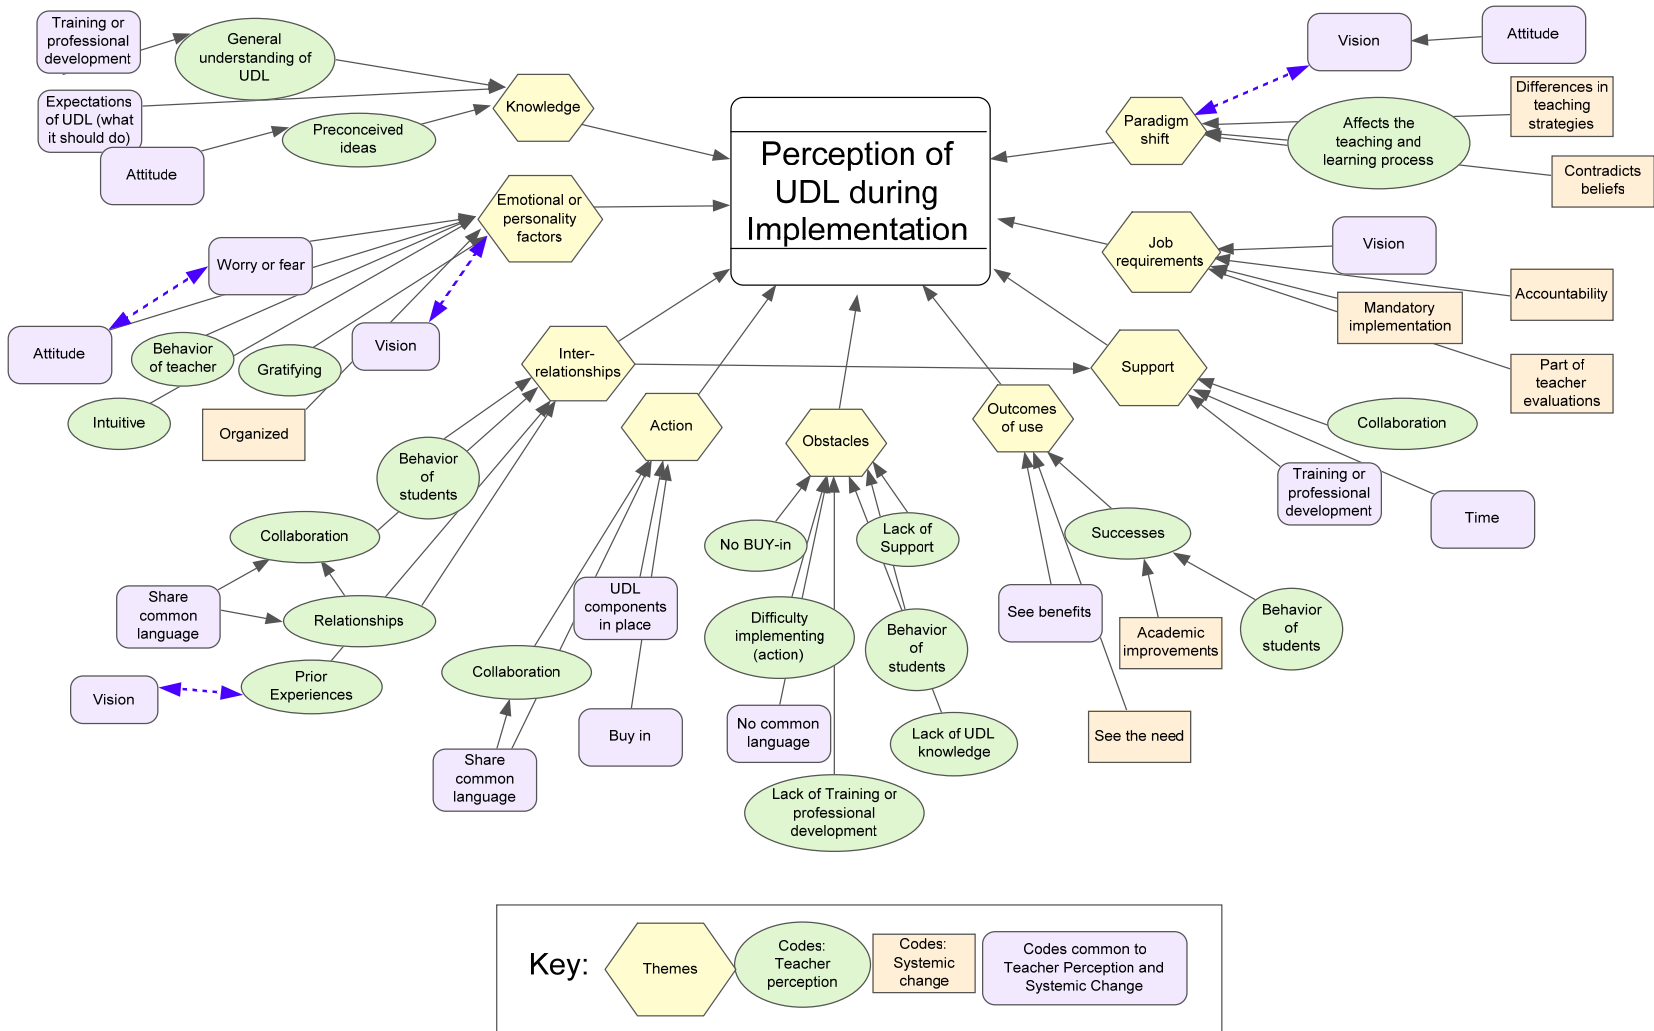 Training or
professional
development
General
understanding of
UDL
Expectations
of UDL (what
it should do)
Attitude
Preconceived
ideas
Knowledge
Perception of
UDL during
Implementation
Vision
Attitude
Paradigm
shift
Differences in
teaching
strategies
Affects the
teaching and
learning process
Contradicts
beliefs
Emotional or
personality
factors
Worry or fear
Attitude
Behavior
of teacher
Intuitive
Gratifying
Organized
Vision
Job
requirements
Vision
Accountability
Mandatory
implementation
Part of
teacher
evaluations
Inter-
relationships
Behavior
of
students
Collaboration
Share
common
language
Relationships
Prior
Experiences
Vision
Action
UDL
components
in place
Collaboration
Buy in
Share
common
language
Obstacles
No BUY-in
Lack of
Support
Difficulty
implementing
(action)
Behavior
of
students
No common
language
Lack of UDL
knowledge
Lack of Training or
professional
development
Outcomes
of use
Successes
See benefits
Academic
improvements
Behavior
of
students
See the need
Support
Collaboration
Training or
professional
development
Time
Key:
Themes
Codes:
Teacher
perception
Codes:
Systemic
change
Codes common to
Teacher Perception and
Systemic Change